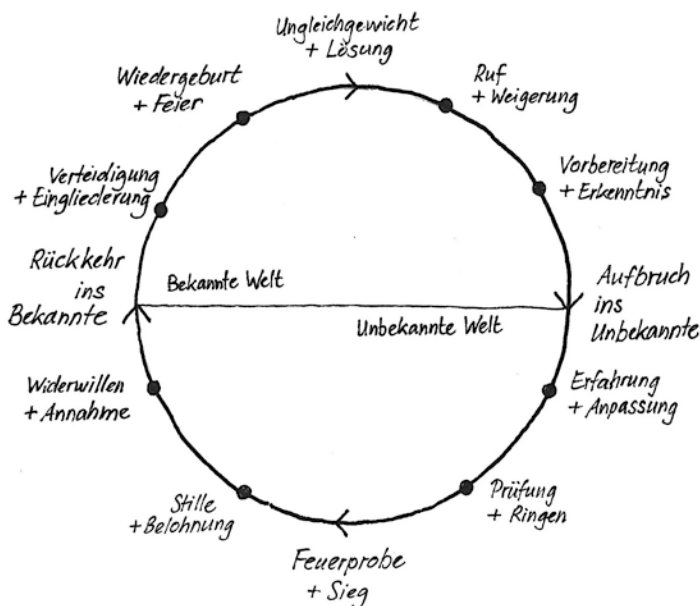 Ungleichgewicht
+ Lösung
Ruf
+ Weigerung
Vorbereitung
+ Erkenntnis
Aufbruch
ins
Unbekannte
Erfahrung
+ Anpassung
Prüfung
+ Ringen
Feuerprobe
+ Sieg
Stille
+ Belohnung
Widerwillen
+ Annahme
Rückkehr
ins
Bekannte
Verteidigung
+ Eingliederung
Wiedergeburt
+ Feier
Bekannte Welt
Unbekannte Welt